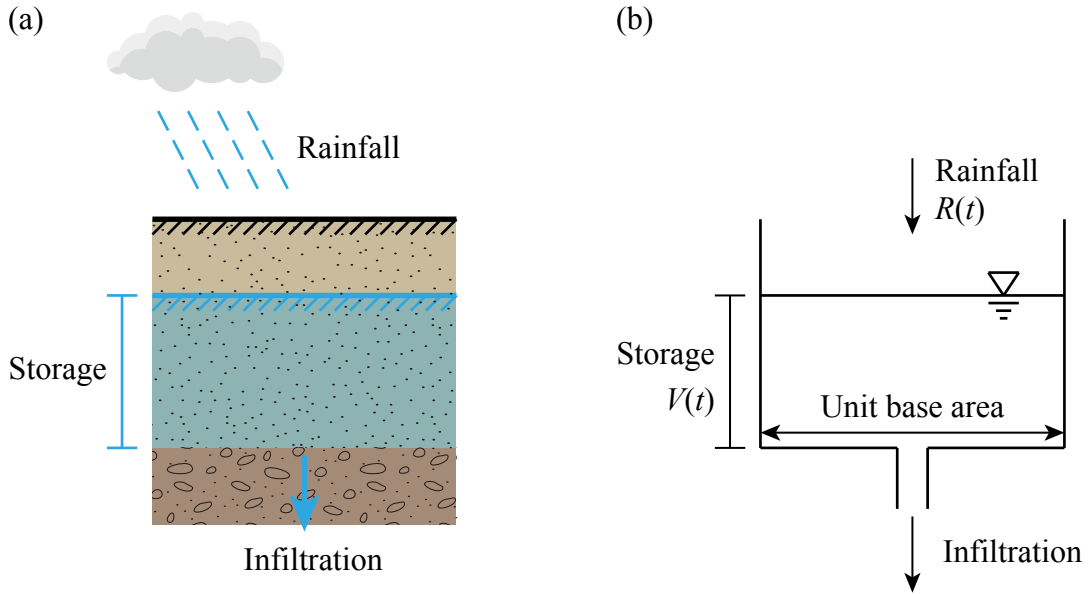 (a)
Rainfall
Storage
Infiltration
(b)
Rainfall
R(t)
Storage
V(t)
Unit base area
Infiltration